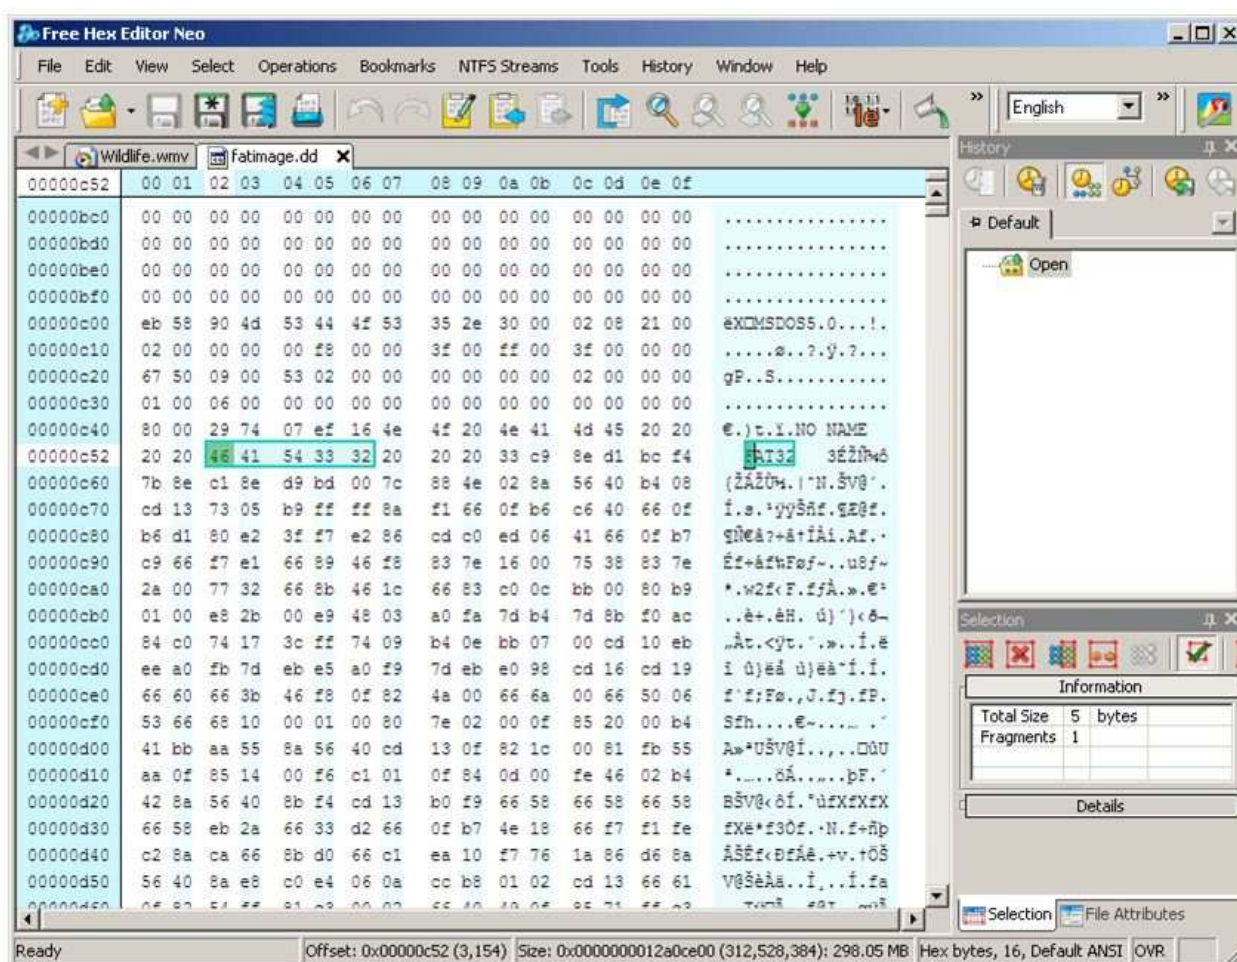 Free Hex Editor Neo
File Edit View Select Operations Bookmarks NTFS Streams Tools History Window Help
English
Wildlife.wmv fatimage.dd
History
00000c52 00 01 02 03 04 05 06 07 08 09 0a 0b 0c 0d 0e 0f
Default
Open
00000bc0 00 00 00 00 00 00 00 00 00 00 00 00 00 00 00 00 ................
00000bd0 00 00 00 00 00 00 00 00 00 00 00 00 00 00 00 00 ................
00000be0 00 00 00 00 00 00 00 00 00 00 00 00 00 00 00 00 ................
00000bf0 00 00 00 00 00 00 00 00 00 00 00 00 00 00 00 00 ................
00000c00 eb 58 90 4d 53 44 4f 53 35 2e 30 00 02 08 21 00 ëX MSDOS5.0...!.
00000c10 02 00 00 00 00 f8 00 00 3f 00 ff 00 3f 00 00 00 .....ø..?.ÿ.?...
00000c20 67 50 09 00 53 02 00 00 00 00 00 00 02 00 00 00 gP..S...........
00000c30 01 00 06 00 00 00 00 00 00 00 00 00 00 00 00 00 ................
00000c40 80 00 29 74 07 ef 16 4e 4f 20 4e 41 4d 45 20 20 €.)t.ï.NO NAME
00000c52 20 20 46 41 54 33 32 20 20 20 33 c9 8e d1 bc f4 FAT32 3ÉŽÑ¼ô
00000c60 7b 8e c1 8e d9 bd 00 7c 88 4e 02 8a 56 40 b4 08
00000c70 cd 13 73 05 b9 ff ff 8a f1 66 0f b6 c6 40 66 0f
00000c80 b6 d1 80 e2 3f f7 e2 86 cd c0 ed 06 41 66 0f b7
00000c90 c9 66 f7 e1 66 89 46 f8 83 7e 16 00 75 38 83 7e
00000ca0 2a 00 77 32 66 8b 46 1c 66 83 c0 0c bb 00 80 b9
00000cb0 01 00 e8 2b 00 e9 48 03 a0 fa 7d b4 7d 8b f0 ac
00000cc0 84 c0 74 17 3c ff 74 09 b4 0e bb 07 00 cd 10 eb
00000cd0 ee a0 fb 7d eb e5 a0 f9 7d eb e0 98 cd 16 cd 19
00000ce0 66 60 66 3b 46 f8 0f 82 4a 00 66 6a 00 66 50 06
00000cf0 53 66 68 10 00 01 00 80 7e 02 00 0f 85 20 00 b4
00000d00 41 bb aa 55 8a 56 40 cd 13 0f 82 1c 00 81 fb 55
00000d10 aa 0f 85 14 00 f6 c1 01 0f 84 0d 00 fe 46 02 b4
00000d20 42 8a 56 40 8b f4 cd 13 b0 f9 66 58 66 58 66 58
00000d30 66 58 eb 2a 66 33 d2 66 0f b7 4e 18 66 f7 f1 fe
00000d40 c2 8a ca 66 8b d0 66 c1 ea 10 f7 76 1a 86 d6 8a
00000d50 56 40 8a e8 c0 e4 06 0a cc b8 01 02 cd 13 66 61
Selection
Information
Total Size 5 bytes
Fragments 1
Details
Selection File Attributes
Ready Offset: 0x00000c52 (3,154) Size: 0x0000000012a0ce00 (312,528,384): 298.05 MB Hex bytes, 16, Default ANSI OVR